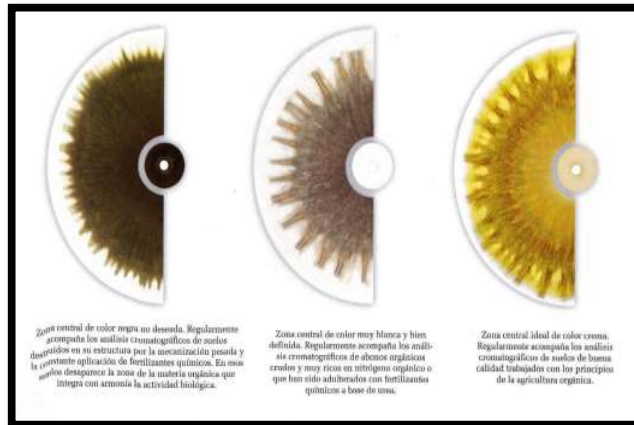 Zona central de color negra no deseada. Regularmente
acompaña los análisis cromatográficos de suelos
destruidos en su estructura por la mecanización pesada y
la constante aplicación de fertilizantes químicos. En esos
suelos desaparece la zona de la materia orgánica que
integra con armonía la actividad biológica.
Zona central de color muy blanca y bien
definida. Regularmente acompaña los análi-
sis cromatográficos de abonos orgánicos
crudos y muy ricos en nitrógeno orgánico o
que han sido adulterados con fertilizantes
químicos a base de urea.
Zona central ideal de color crema.
Regularmente acompaña los análisis
cromatográficos de suelos de buena
calidad trabajados con los principios
de la agricultura orgánica.